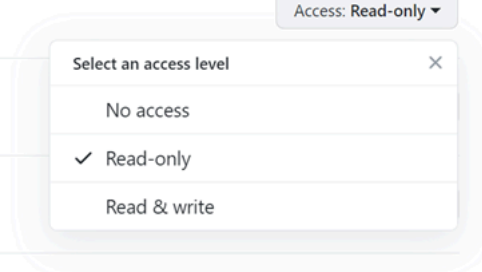 Access: Read-only
Select an access level
No access
Read-only
Read & write